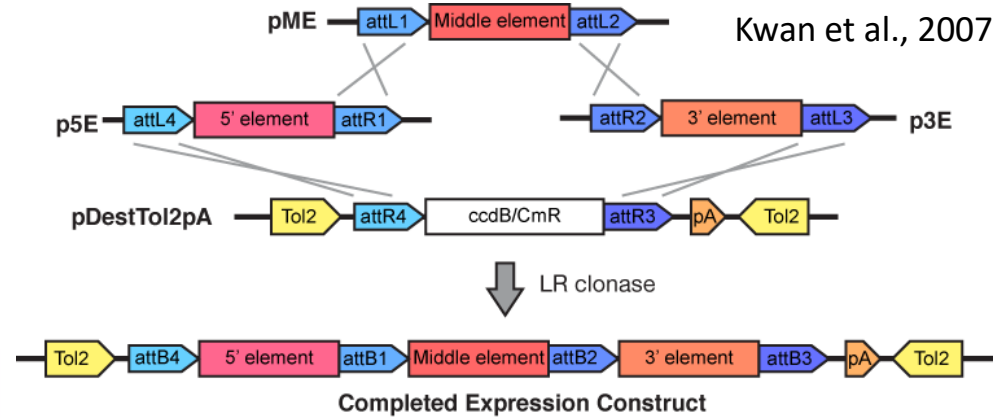 pME attL1 Middle element attL2
Kwan et al., 2007
p5E attL4 5' element attR1
attR2 3' element attL3 p3E
pDestTol2pA Tol2 attR4 ccdB/CmR attR3 pA Tol2
LR clonase
Tol2 attB4 5' element attB1 Middle element attB2 3' element attB3 pA Tol2
Completed Expression Construct